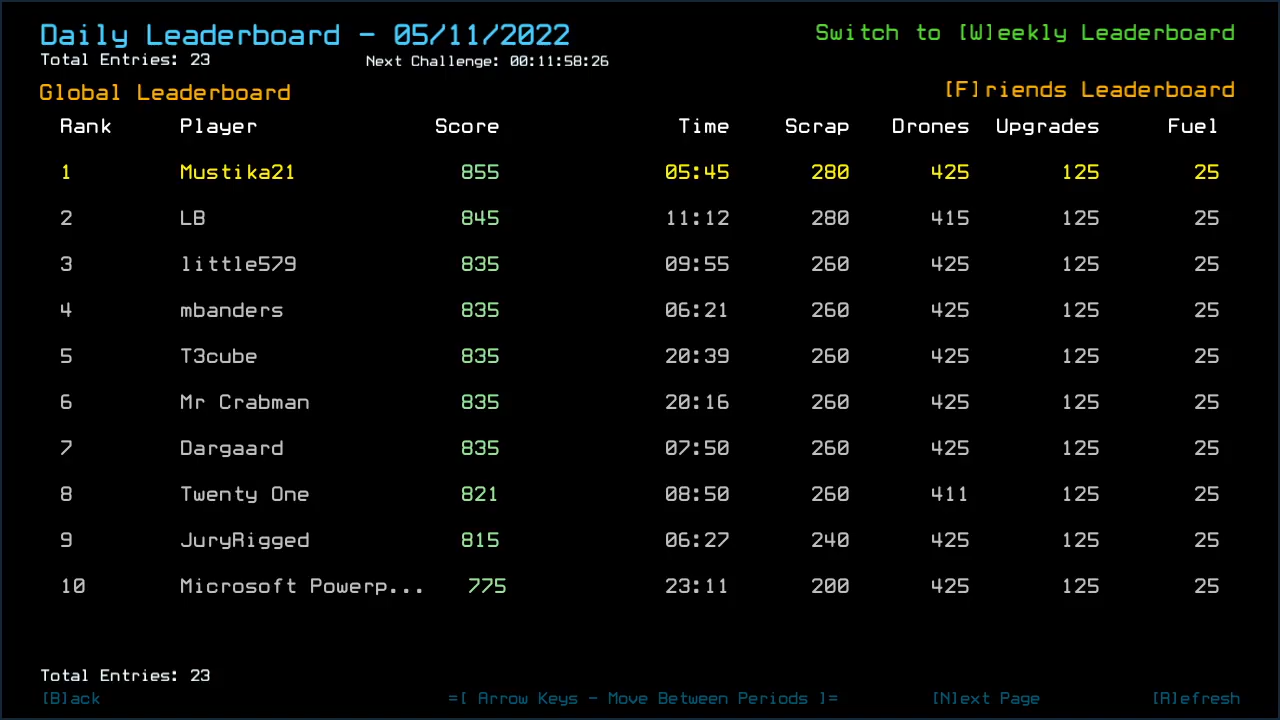 Daily Leaderboard - 05/11/2022 Switch to [W]eekly Leaderboard
Total Entries: 23 Next Challenge: 00:11:58:26
Global Leaderboard [F]riends Leaderboard
Rank Player Score Time Scrap Drones Upgrades Fuel
1 Mustika21 855 05:45 280 425 125 25
2 LB 845 11:12 280 415 125 25
3 little579 835 09:55 260 425 125 25
4 mbanders 835 06:21 260 425 125 25
5 T3cube 835 20:39 260 425 125 25
6 Mr Crabman 835 20:16 260 425 125 25
7 Dargaard 835 07:50 260 425 125 25
8 Twenty One 821 08:50 260 411 125 25
9 JuryRigged 815 06:27 240 425 125 25
10 Microsoft Powerp... 775 23:11 200 425 125 25
Total Entries: 23
[B]ack =[ Arrow Keys - Move Between Periods ]= [N]ext Page [R]efresh